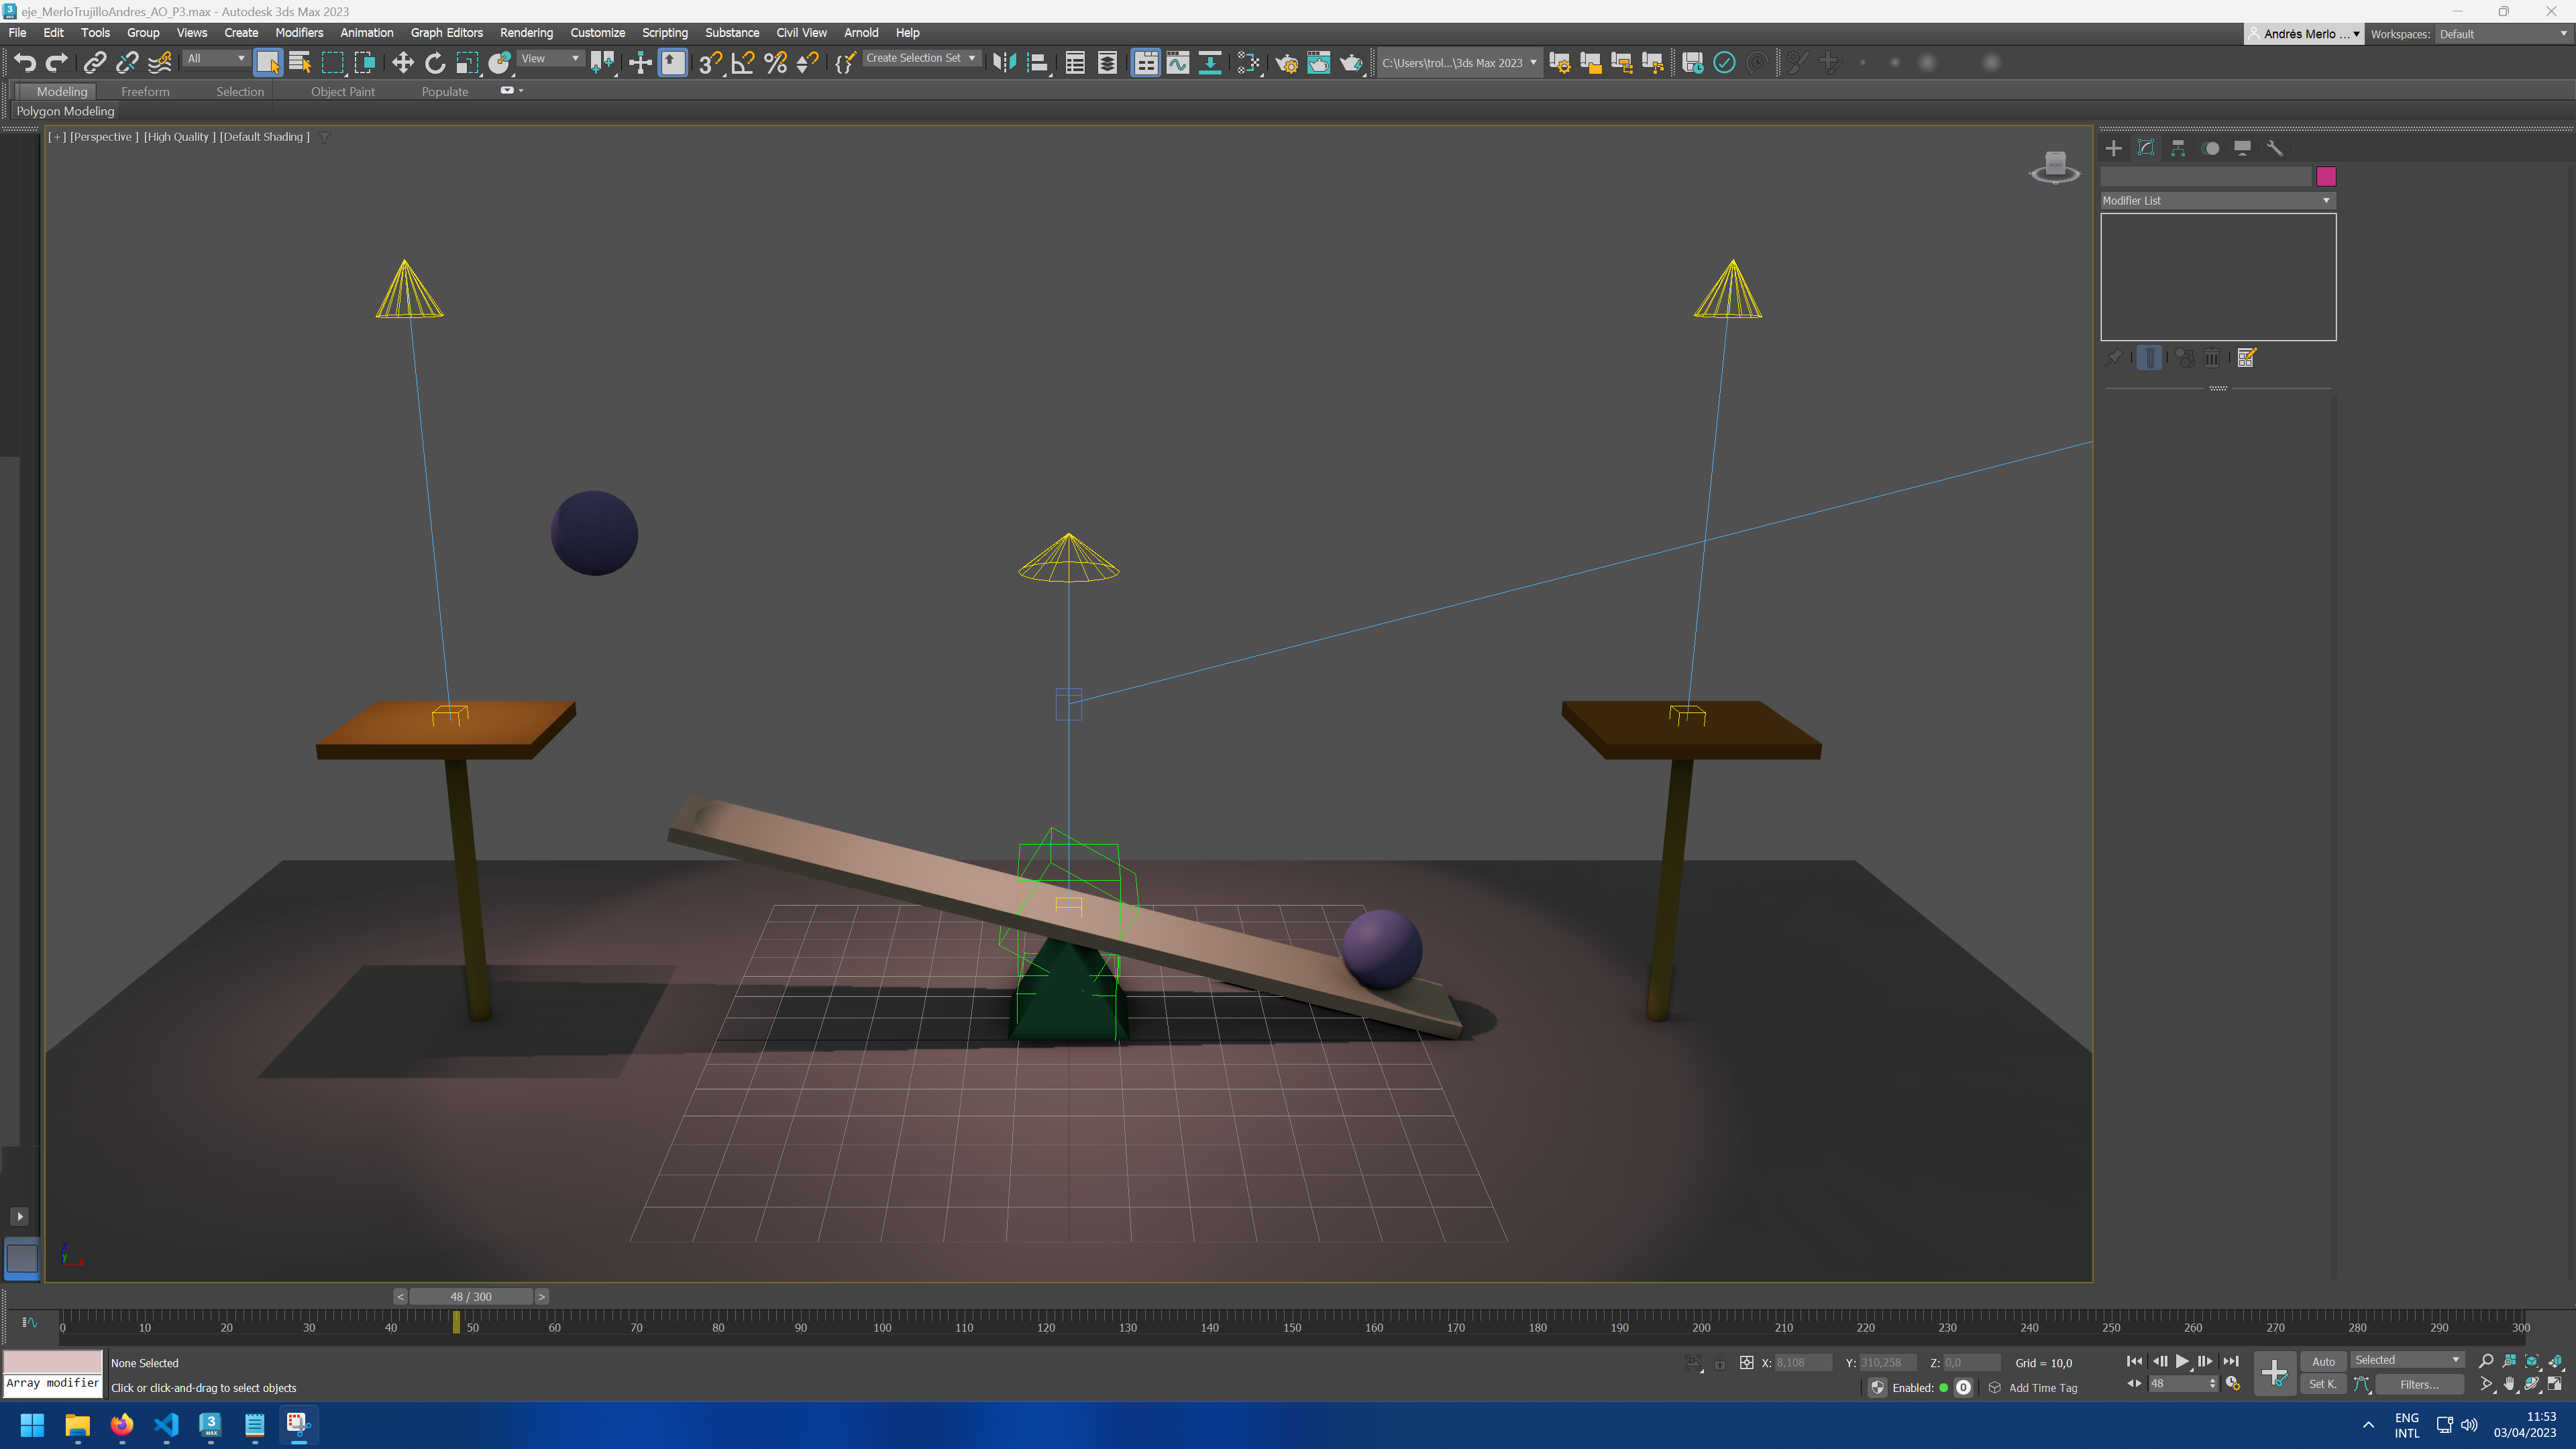 eje_MerloTrujilloAndres_AO_P3.max - Autodesk 3ds Max 2023
File Edit Tools Group Views Create Modifiers Animation Graph Editors Rendering Customize Scripting Substance Civil View Arnold Help
Andrés Merlo ... Workspaces: Default
All View Create Selection Set C:\Users\trol...\3ds Max 2023
Modeling Freeform Selection Object Paint Populate
Polygon Modeling
[+] [Perspective ] [High Quality ] [Default Shading ]
FRONT
Modifier List
z
y
x
< 48 / 300 >
0 10 20 30 40 50 60 70 80 90 100 110 120 130 140 150 160 170 180 190 200 210 220 230 240 250 260 270 280 290 300
None Selected
X: 8,108 Y: 310,258 Z: 0,0 Grid = 10,0
Auto Selected
Array modifier
Click or click-and-drag to select objects
Enabled: 0 Add Time Tag
48
Set K. Filters...
3 MAX
ENG
INTL
11:53
03/04/2023